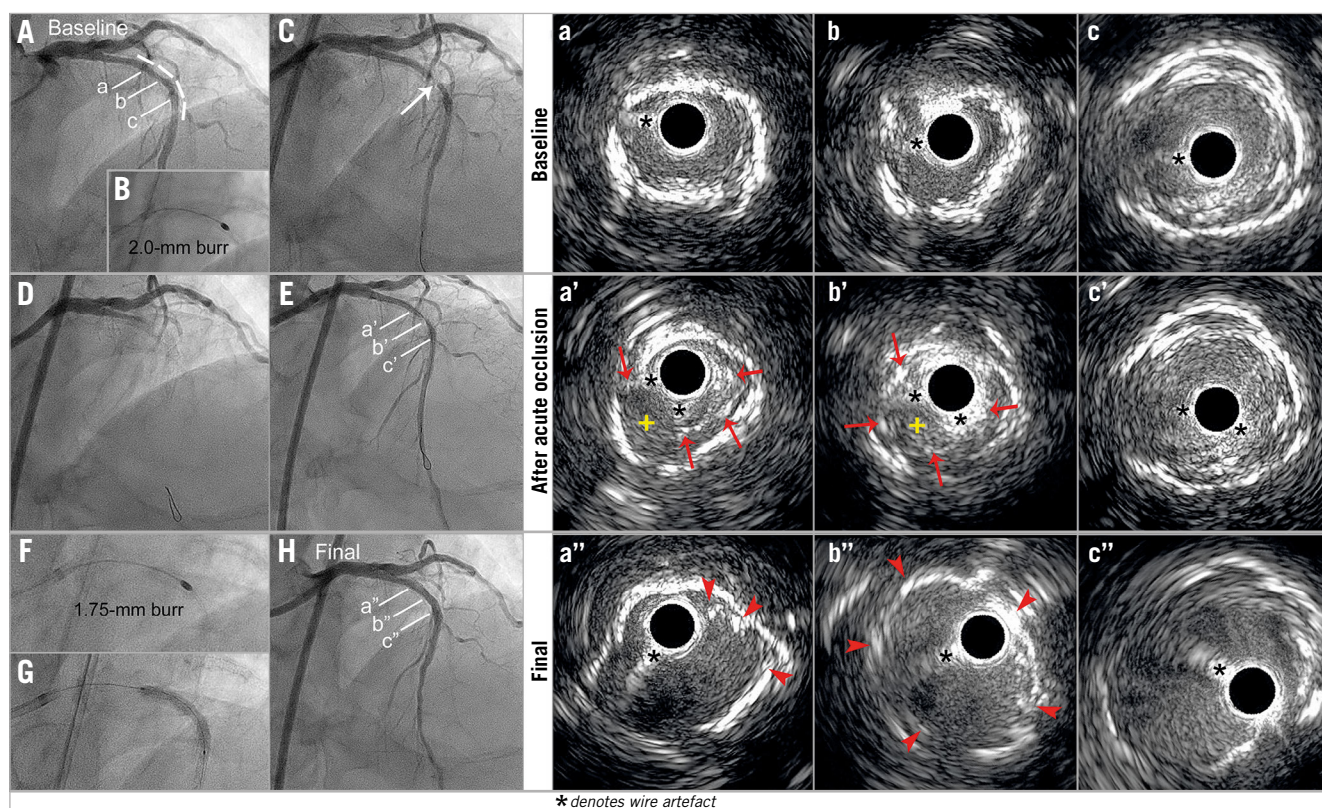 A Baseline
a
b
c
B
2.0-mm burr
C
Baseline
a
b
c
D
E
a'
b'
c'
After acute occlusion
a'
* * +
b'
* * +
c'
* *
F
1.75-mm burr
G
H Final
a"
b"
c"
Final
a"
*
b"
*
c"
*
* denotes wire artefact